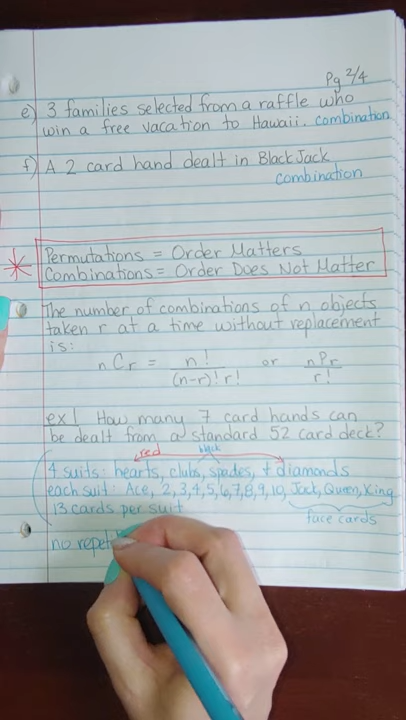 Pg 2/4
e) 3 families selected from a raffle who
win a free vacation to Hawaii. combination
f) A 2 card hand dealt in BlackJack
combination
Permutations = Order Matters
Combinations = Order Does Not Matter
The number of combinations of n objects
taken r at a time without replacement
is:
nCr = n! / (n-r)! r! or nPr / r!
ex| How many 7 card hands can
be dealt from a standard 52 card deck?
red black
4 suits: hearts, clubs, spades, + diamonds
each suit: Ace, 2,3,4,5,6,7,8,9,10, Jack, Queen, King
13 cards per suit
face cards
no repet